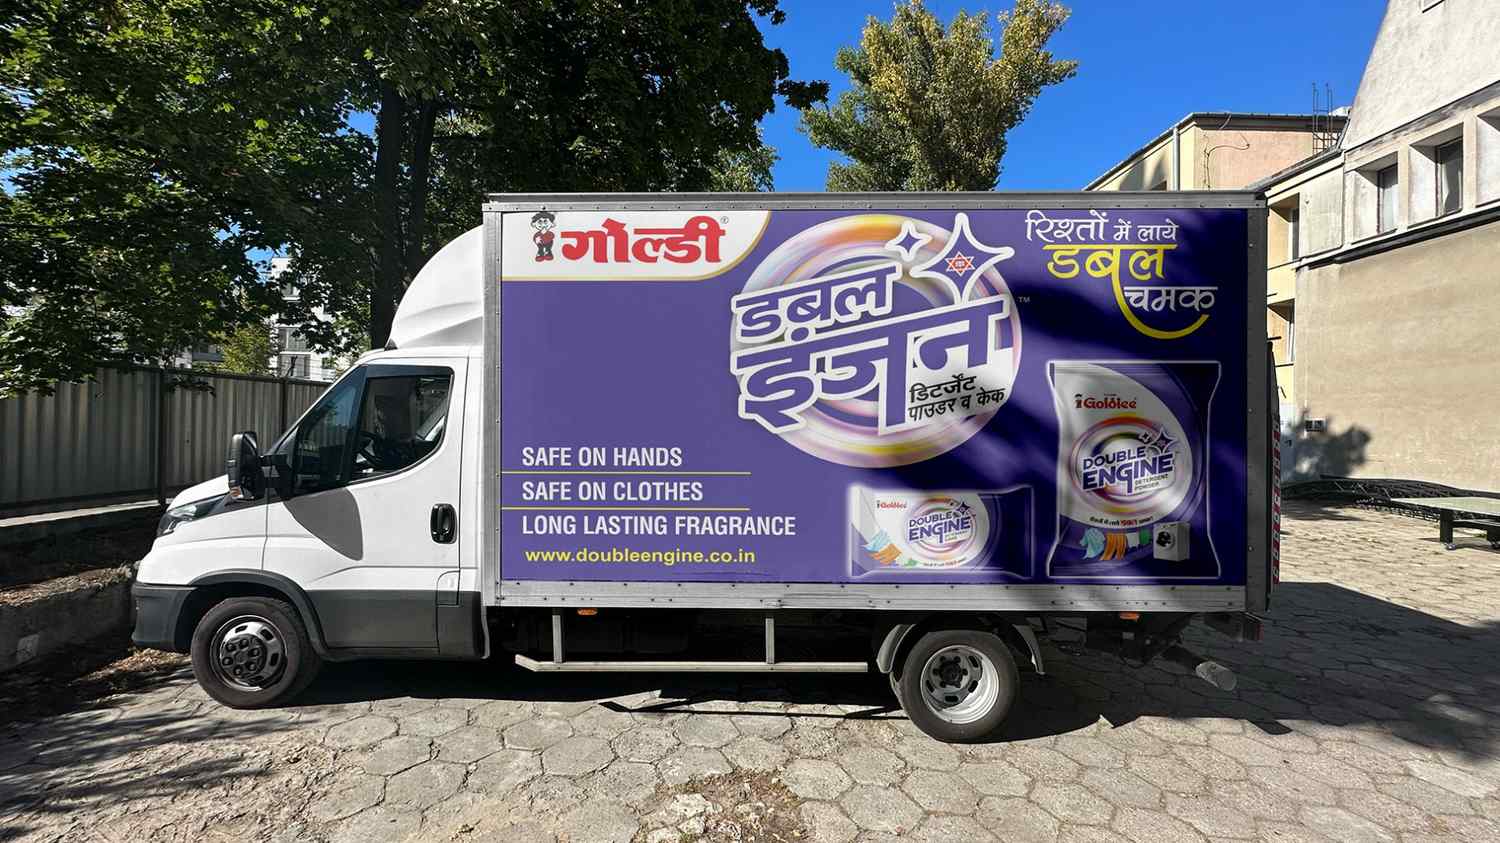 गोल्डी ®
डबल
इंजन
™
डिटर्जेंट
पाउडर व केक
रिश्तों में लाये
डबल
चमक
SAFE ON HANDS
SAFE ON CLOTHES
LONG LASTING FRAGRANCE
www.doubleengine.co.in
Goldiee
DOUBLE
ENGINE
Goldiee
DOUBLE
ENGINE
DETERGENT
POWDER